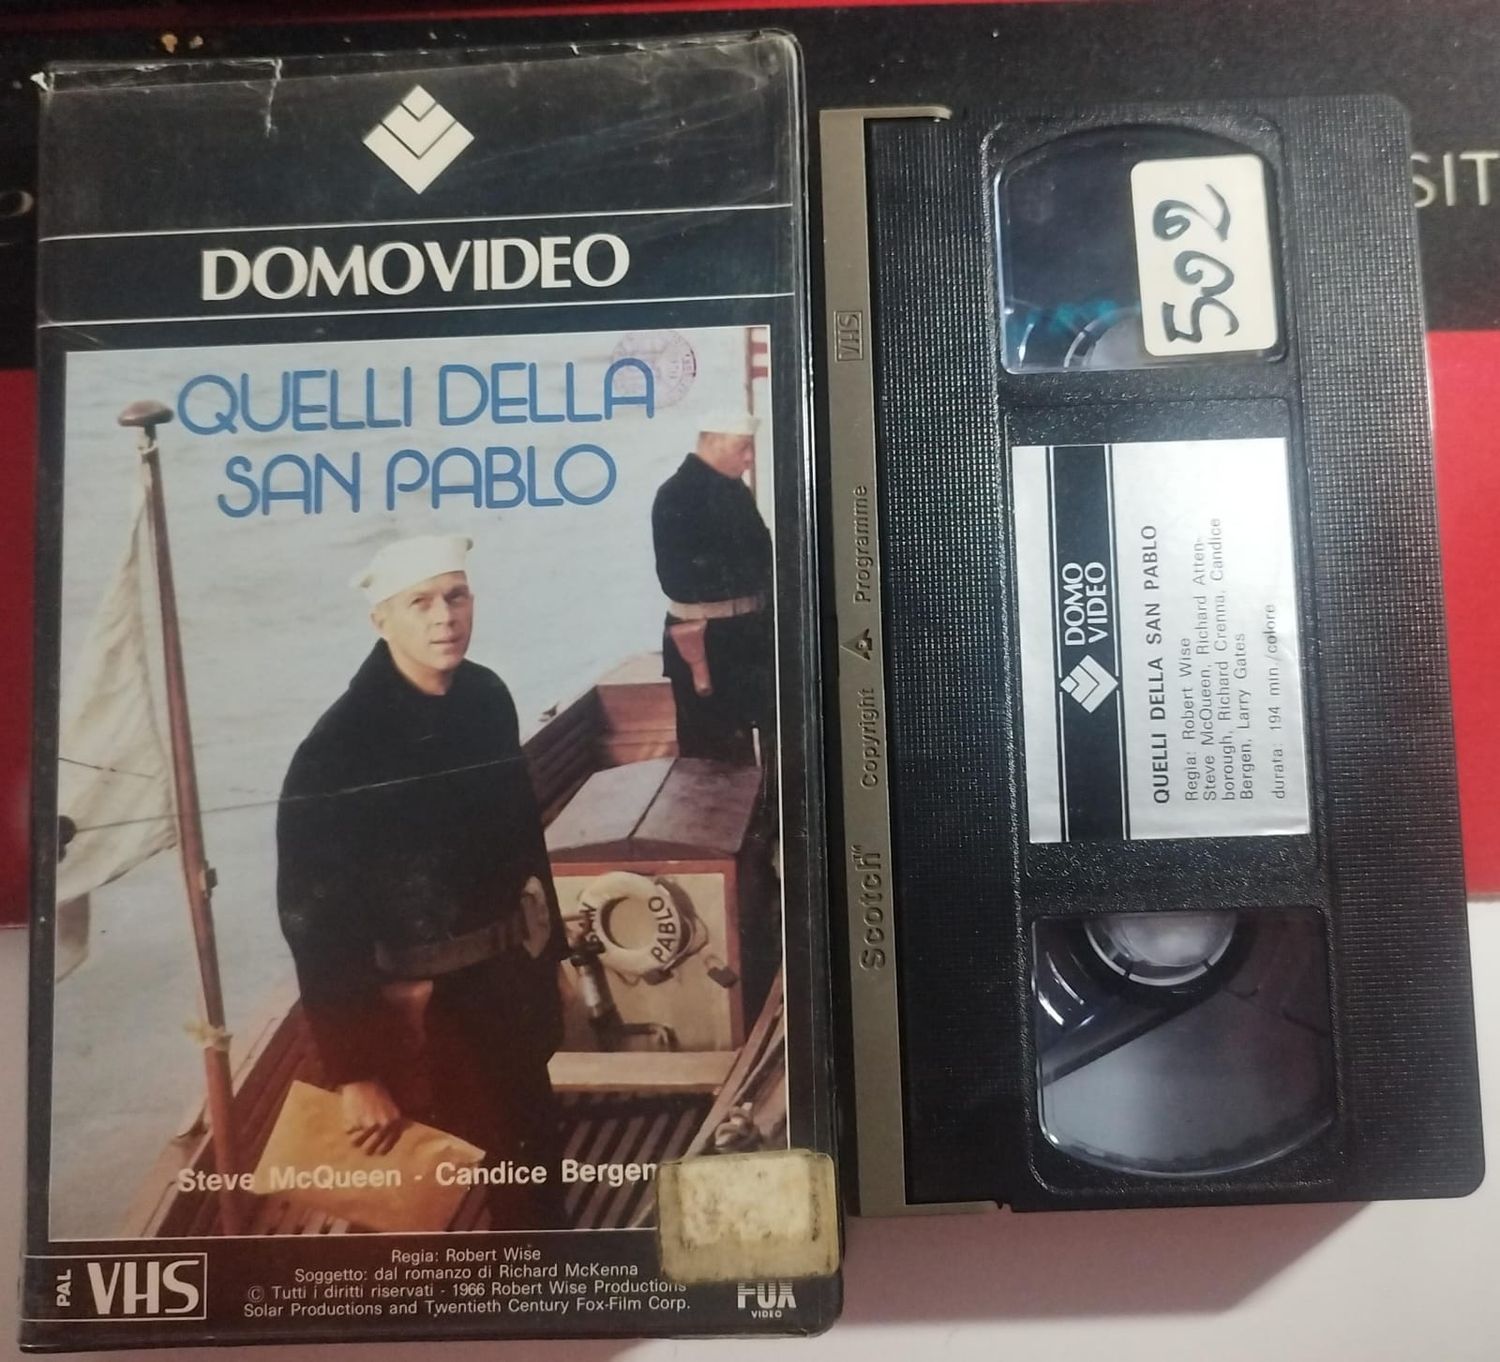 DOMOVIDEO
QUELLI DELLA
SAN PABLO
SAN
PABLO
Steve McQueen - Candice Bergen
PAL
VHS
Regia: Robert Wise
Soggetto: dal romanzo di Richard McKenna
© Tutti i diritti riservati - 1966 Robert Wise Productions
Solar Productions and Twentieth Century Fox-Film Corp.
FOX
VIDEO
VHS
Scotch™ Copyright Programme
502
DOMO
VIDEO
QUELLI DELLA SAN PABLO
Regia: Robert Wise
Steve McQueen, Richard Atten-
borough, Richard Crenna, Candice
Bergen, Larry Gates
durata: 194 min./colore
SIT